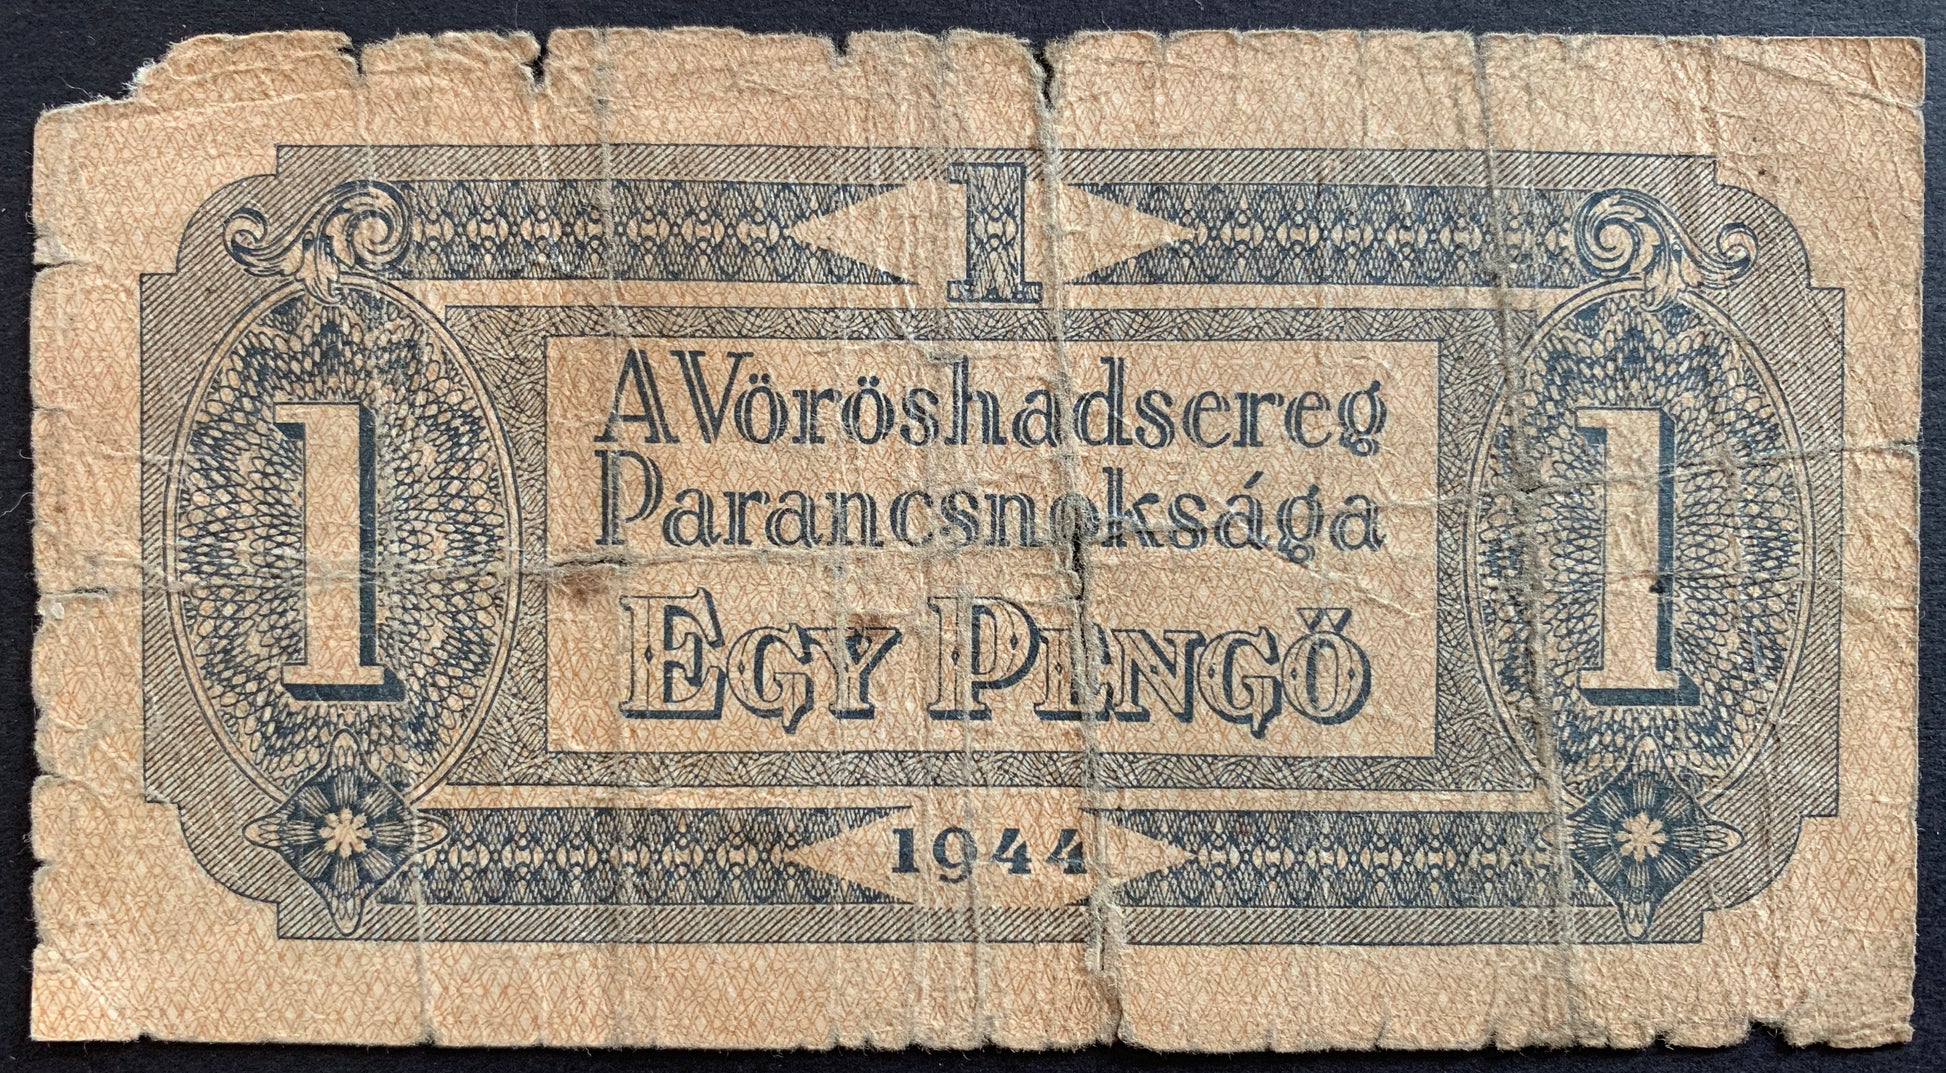 1
A Vöröshadsereg
1 Parancsnoksága 1
Egy Pengő
1944